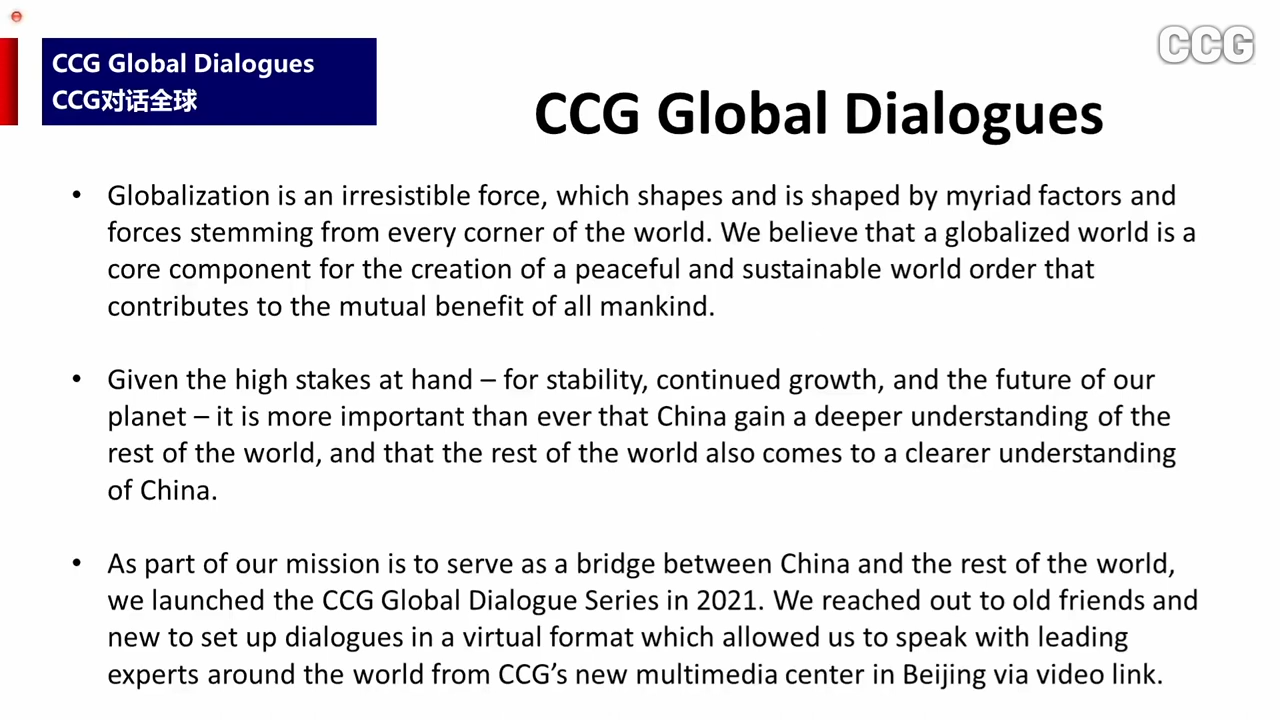 CCG
CCG Global Dialogues
CCG对话全球
CCG Global Dialogues
• Globalization is an irresistible force, which shapes and is shaped by myriad factors and
forces stemming from every corner of the world. We believe that a globalized world is a
core component for the creation of a peaceful and sustainable world order that
contributes to the mutual benefit of all mankind.
• Given the high stakes at hand – for stability, continued growth, and the future of our
planet – it is more important than ever that China gain a deeper understanding of the
rest of the world, and that the rest of the world also comes to a clearer understanding
of China.
• As part of our mission is to serve as a bridge between China and the rest of the world,
we launched the CCG Global Dialogue Series in 2021. We reached out to old friends and
new to set up dialogues in a virtual format which allowed us to speak with leading
experts around the world from CCG’s new multimedia center in Beijing via video link.